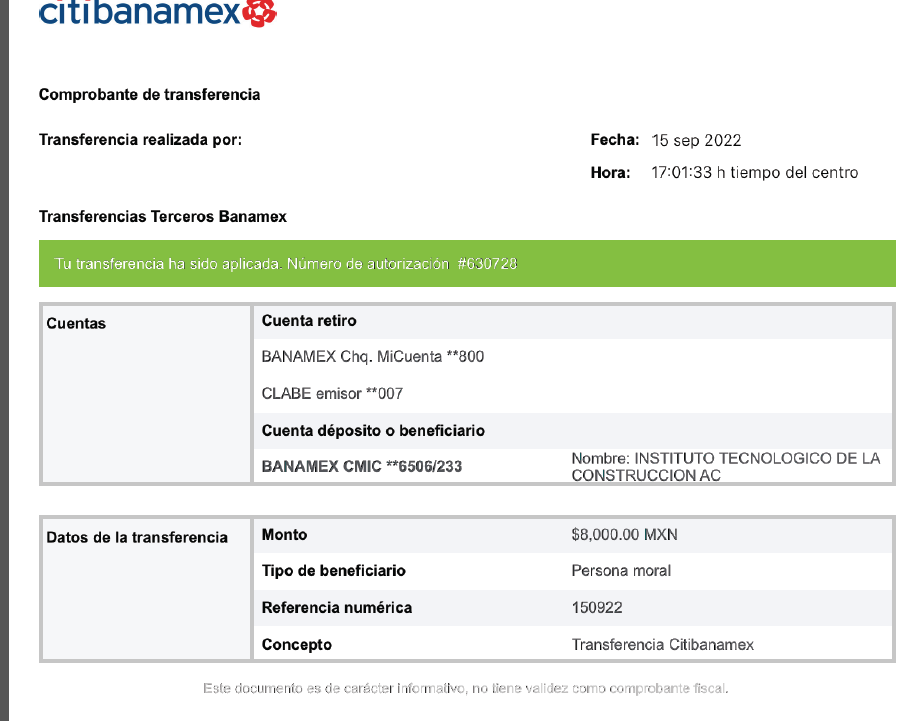 citibanamex
Comprobante de transferencia
Transferencia realizada por:
Fecha: 15 sep 2022
Hora: 17:01:33 h tiempo del centro
Transferencias Terceros Banamex
Tu transferencia ha sido aplicada. Número de autorización #630728
Cuentas
Cuenta retiro
BANAMEX Chq. MiCuenta **800
CLABE emisor **007
Cuenta déposito o beneficiario
BANAMEX CMIC **6506/233
Nombre: INSTITUTO TECNOLOGICO DE LA
CONSTRUCCION AC
Datos de la transferencia
Monto $8,000.00 MXN
Tipo de beneficiario Persona moral
Referencia numérica 150922
Concepto Transferencia Citibanamex
Este documento es de carácter informativo, no tiene validez como comprobante fiscal.